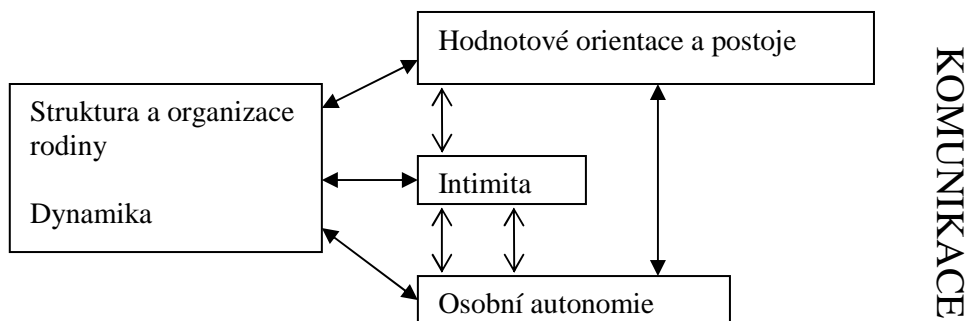 Hodnotové orientace a postoje
Struktura a organizace
rodiny
Dynamika
Intimita
Osobní autonomie
KOMUNIKACE